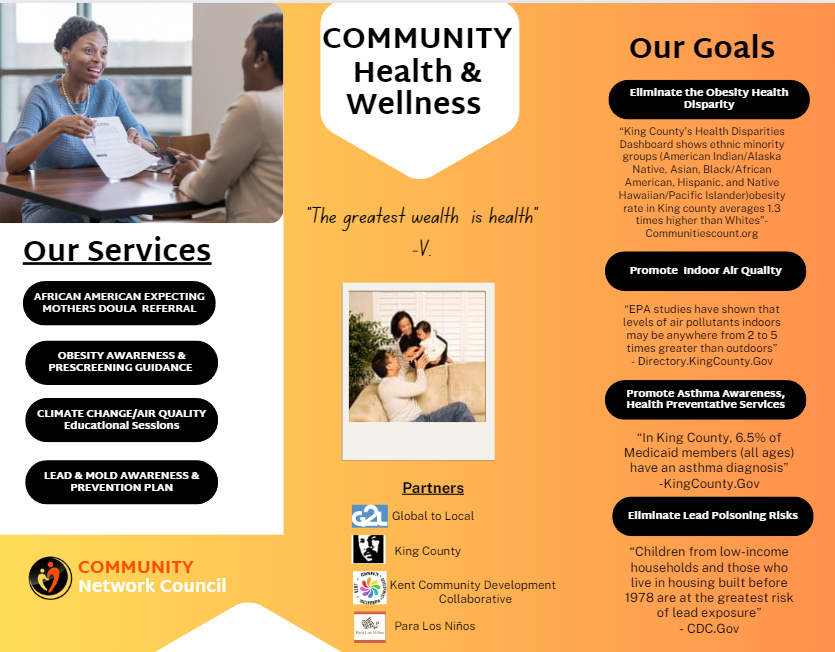 Our Services
AFRICAN AMERICAN EXPECTING
MOTHERS DOULA REFERRAL
OBESITY AWARENESS &
PRESCREENING GUIDANCE
CLIMATE CHANGE/AIR QUALITY
Educational Sessions
LEAD & MOLD AWARENESS &
PREVENTION PLAN
COMMUNITY
Network Council
COMMUNITY
Health &
Wellness
"The greatest wealth is health"
-V.
Partners
G2L
Global to Local
King County
Kent Community Development
Collaborative
Para Los Niños
Para Los Niños
Our Goals
Eliminate the Obesity Health
Disparity
“King County’s Health Disparities
Dashboard shows ethnic minority
groups (American Indian/Alaska
Native, Asian, Black/African
American, Hispanic, and Native
Hawaiian/Pacific Islander)obesity
rate in King county averages 1.3
times higher than Whites”-
Communitiescount.org
Promote Indoor Air Quality
“EPA studies have shown that
levels of air pollutants indoors
may be anywhere from 2 to 5
times greater than outdoors”
- Directory.KingCounty.Gov
Promote Asthma Awareness,
Health Preventative Services
“In King County, 6.5% of
Medicaid members (all ages)
have an asthma diagnosis”
-KingCounty.Gov
Eliminate Lead Poisoning Risks
“Children from low-income
households and those who
live in housing built before
1978 are at the greatest risk
of lead exposure”
- CDC.Gov